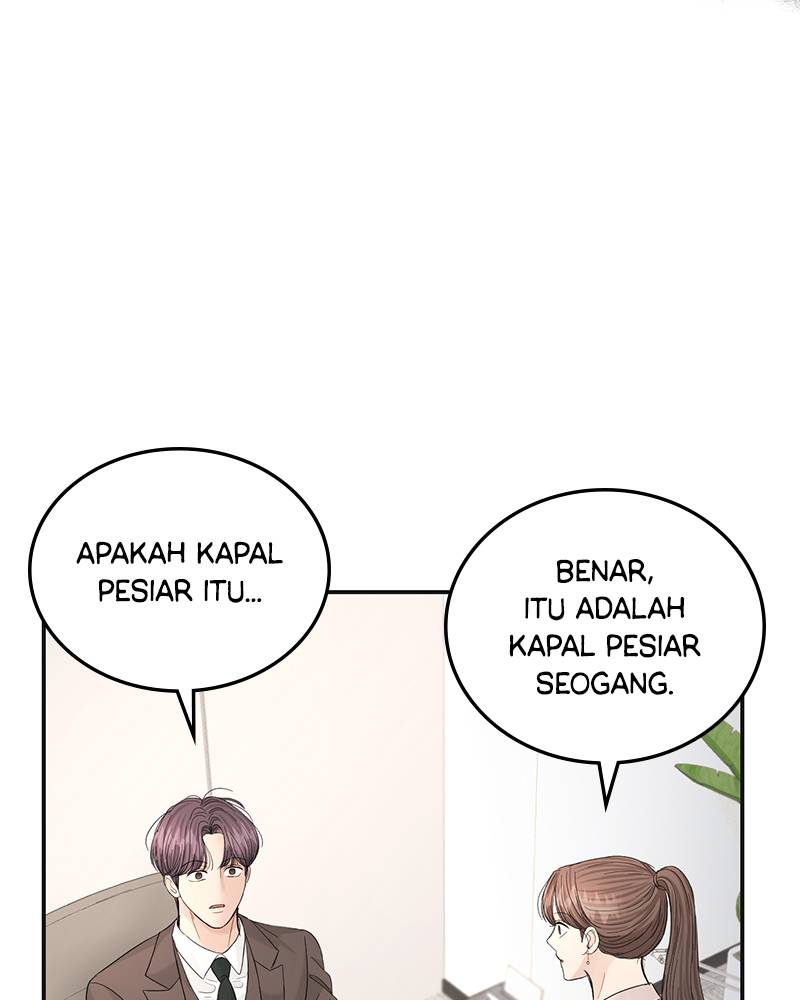 APAKAH KAPAL
PESIAR ITU...
BENAR,
ITU ADALAH
KAPAL PESIAR
SEOGANG.